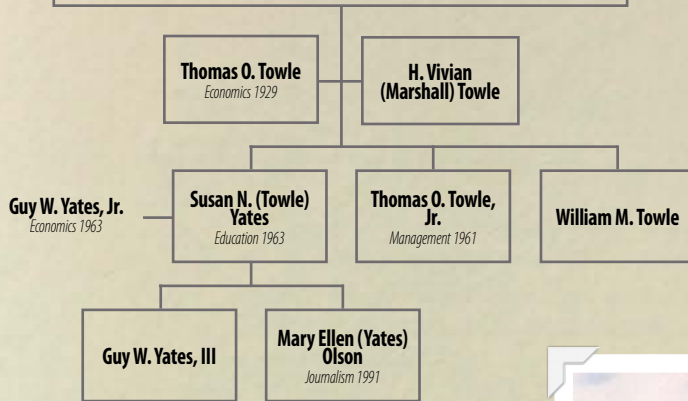 Thomas O. Towle
Economics 1929
H. Vivian
(Marshall) Towle
Guy W. Yates, Jr.
Economics 1963
Susan N. (Towle)
Yates
Education 1963
Thomas O. Towle,
Jr.
Management 1961
William M. Towle
Guy W. Yates, III
Mary Ellen (Yates)
Olson
Journalism 1991